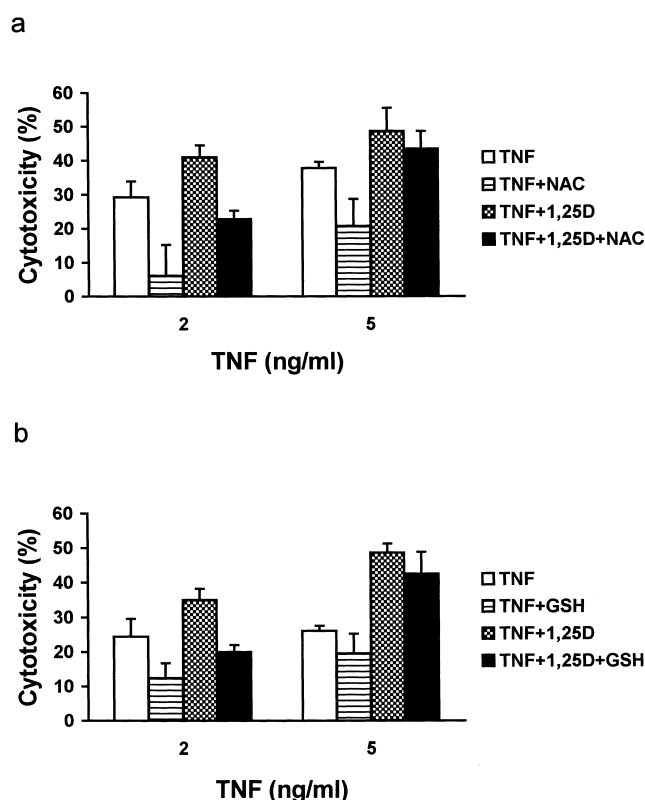 a
60
50
40
30
20
10
0
Cytotoxicity (%)
2
5
TNF (ng/ml)
TNF
TNF+NAC
TNF+1,25D
TNF+1,25D+NAC
b
60
50
40
30
20
10
0
Cytotoxicity (%)
2
5
TNF (ng/ml)
TNF
TNF+GSH
TNF+1,25D
TNF+1,25D+GSH